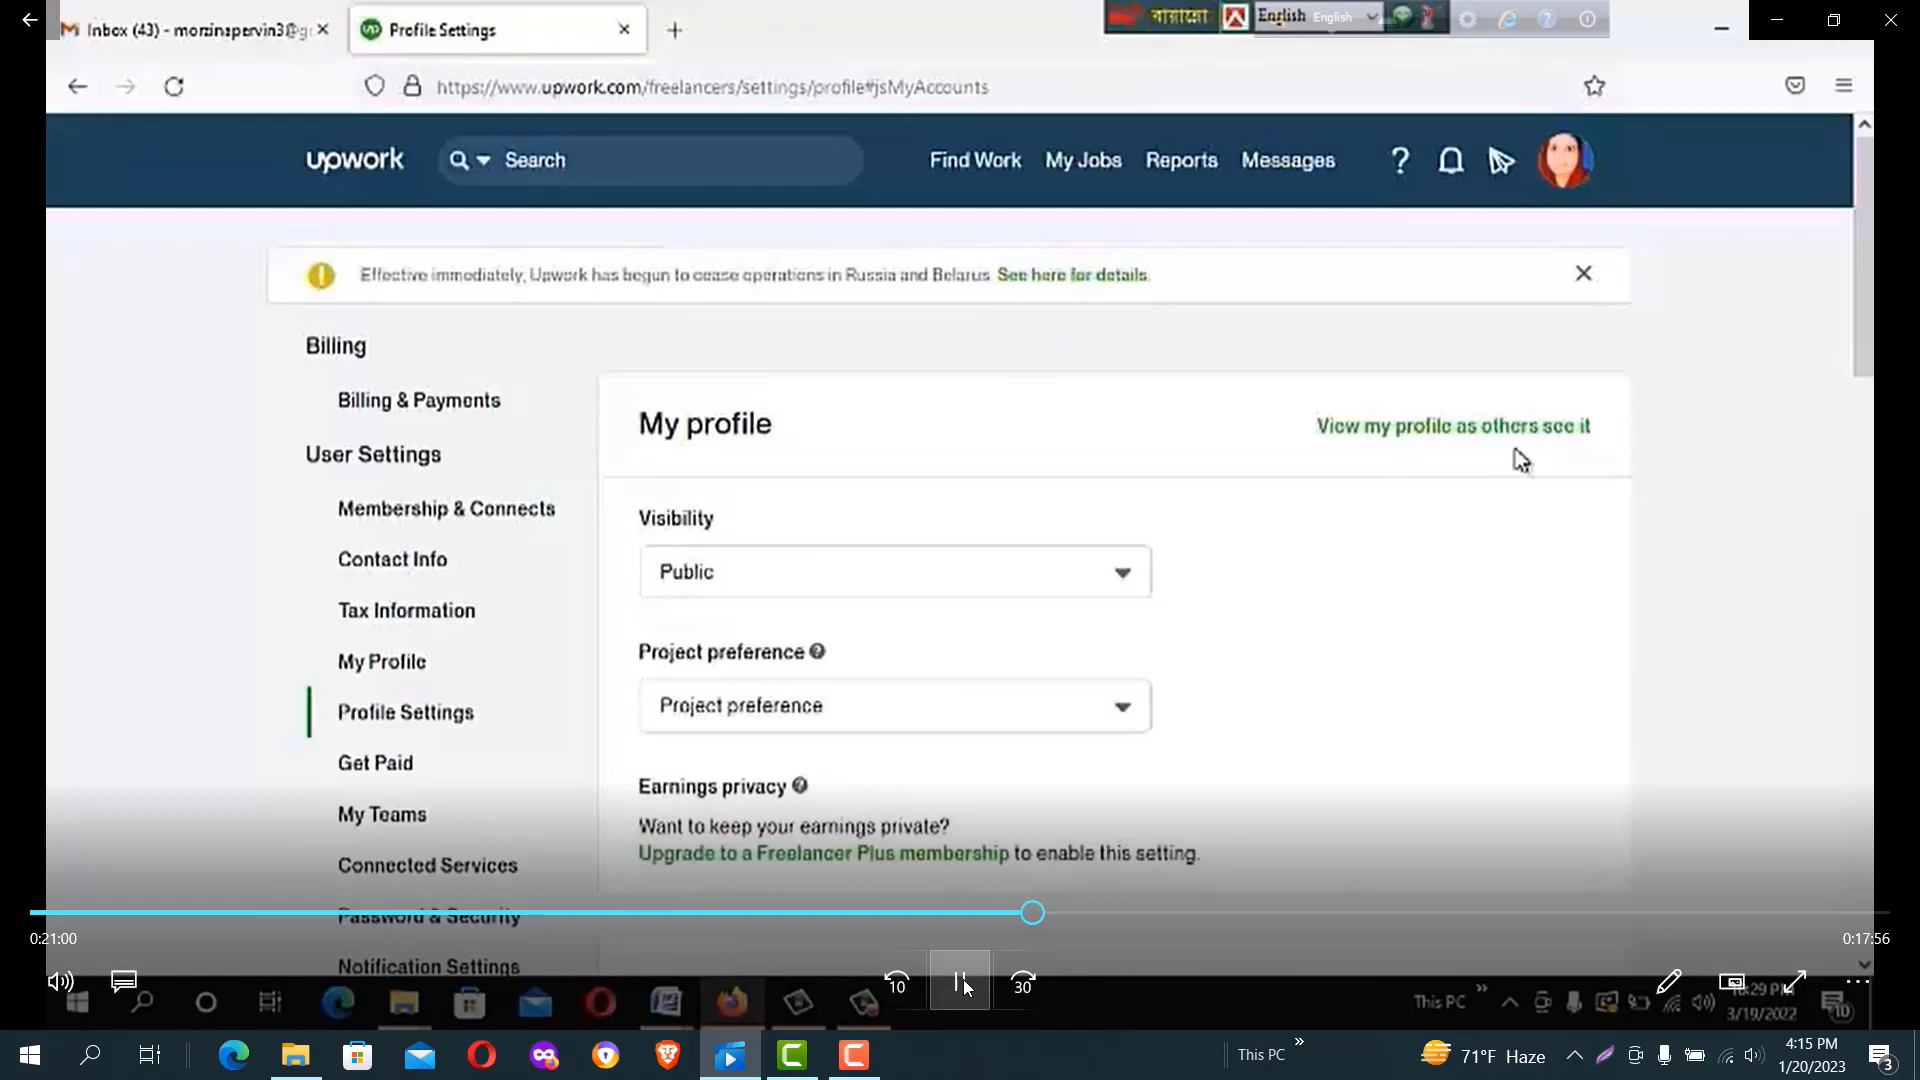 Inbox (43) - morzinapervin3@g
Profile Settings
English English
https://www.upwork.com/freelancers/settings/profile#jsMyAccounts
upwork
Search
Find Work
My Jobs
Reports
Messages
Effective immediately, Upwork has begun to cease operations in Russia and Belarus. See here for details.
Billing
Billing & Payments
User Settings
Membership & Connects
Contact Info
Tax Information
My Profile
Profile Settings
Get Paid
My Teams
Connected Services
Password & Security
Notification Settings
My profile
View my profile as others see it
Visibility
Public
Project preference
Project preference
Earnings privacy
Want to keep your earnings private?
Upgrade to a Freelancer Plus membership to enable this setting.
0:21:00
0:17:56
10
30
This PC
10:29 PM
3/19/2022
10
This PC
71°F Haze
4:15 PM
1/20/2023
3